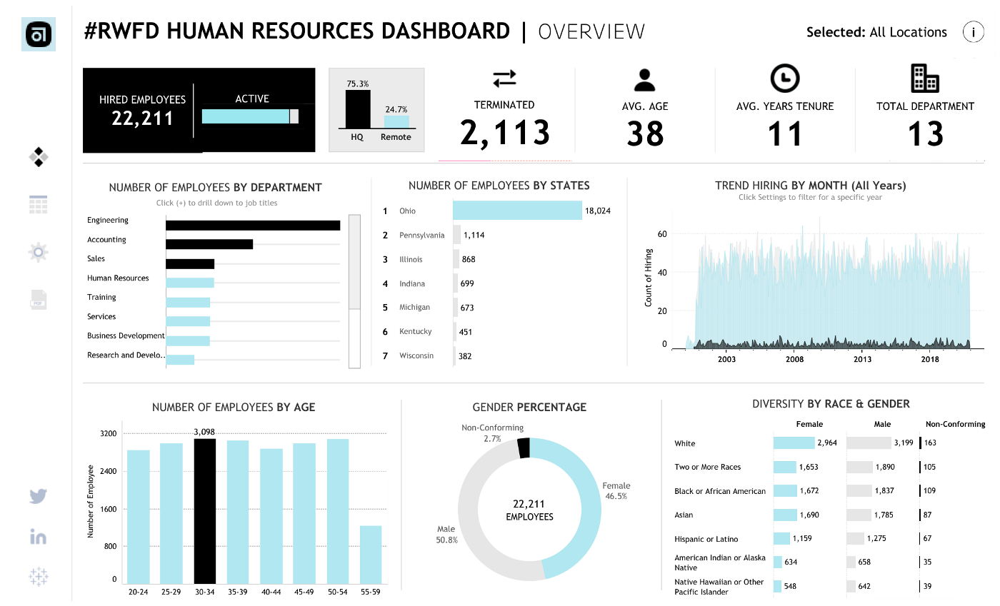 #RWFD HUMAN RESOURCES DASHBOARD | OVERVIEW
Selected: All Locations
i
HIRED EMPLOYEES
22,211
ACTIVE
75.3%
24.7%
HQ Remote
TERMINATED
2,113
AVG. AGE
38
AVG. YEARS TENURE
11
TOTAL DEPARTMENT
13
NUMBER OF EMPLOYEES BY DEPARTMENT
Click (+) to drill down to job titles
Engineering
Accounting
Sales
Human Resources
Training
Services
Business Development
Research and Develo..
NUMBER OF EMPLOYEES BY STATES
1 Ohio 18,024
2 Pennsylvania 1,114
3 Illinois 868
4 Indiana 699
5 Michigan 673
6 Kentucky 451
7 Wisconsin 382
TREND HIRING BY MONTH (All Years)
Click Settings to filter for a specific year
Count of Hiring
60
40
20
0
2003 2008 2013 2018
PDF
NUMBER OF EMPLOYEES BY AGE
Number of Employee
3200
2400
1600
800
0
3,098
20-24 25-29 30-34 35-39 40-44 45-49 50-54 55-59
GENDER PERCENTAGE
Non-Conforming
2.7%
Female
46.5%
22,211
EMPLOYEES
Male
50.8%
DIVERSITY BY RACE & GENDER
Female Male Non-Conforming
White 2,964 3,199 163
Two or More Races 1,653 1,890 105
Black or African American 1,672 1,837 109
Asian 1,690 1,785 87
Hispanic or Latino 1,159 1,275 67
American Indian or Alaska
Native 634 658 35
Native Hawaiian or Other
Pacific Islander 548 642 39
in